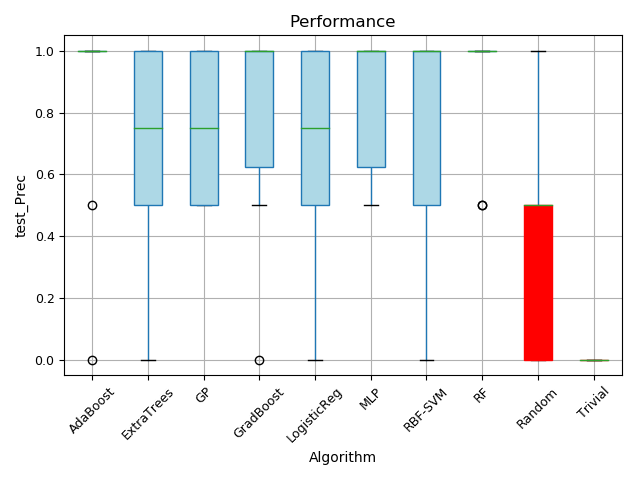 Performance
1.0
0.8
0.6
0.4
0.2
0.0
test_Prec
AdaBoost
ExtraTrees
GP
GradBoost
LogisticReg
MLP
RBF-SVM
RF
Random
Trivial
Algorithm